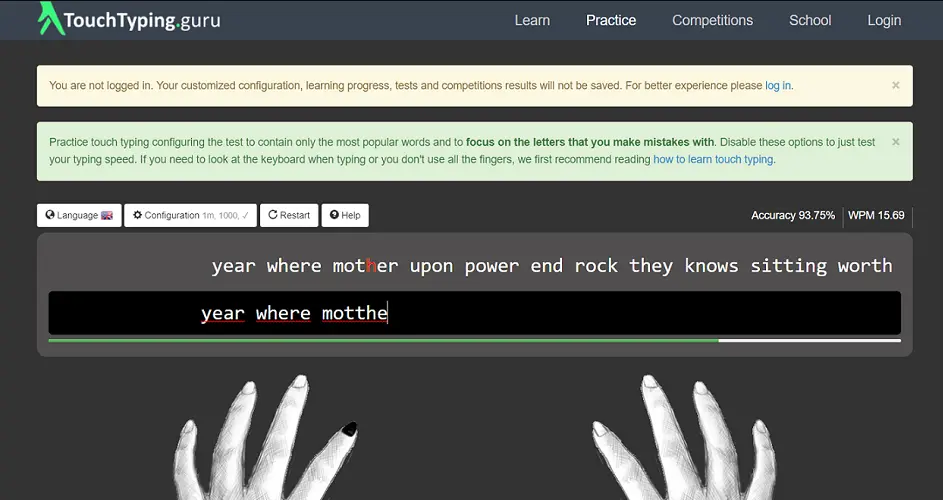 TouchTyping.guru Learn Practice Competitions School Login
You are not logged in. Your customized configuration, learning progress, tests and competitions results will not be saved. For better experience please log in. ×
Practice touch typing configuring the test to contain only the most popular words and to focus on the letters that you make mistakes with. Disable these options to just test ×
your typing speed. If you need to look at the keyboard when typing or you don't use all the fingers, we first recommend reading how to learn touch typing.
Language Configuration 1m, 1000, ✓ Restart Help Accuracy 93.75% WPM 15.69
year where mother upon power end rock they knows sitting worth
year where motthe